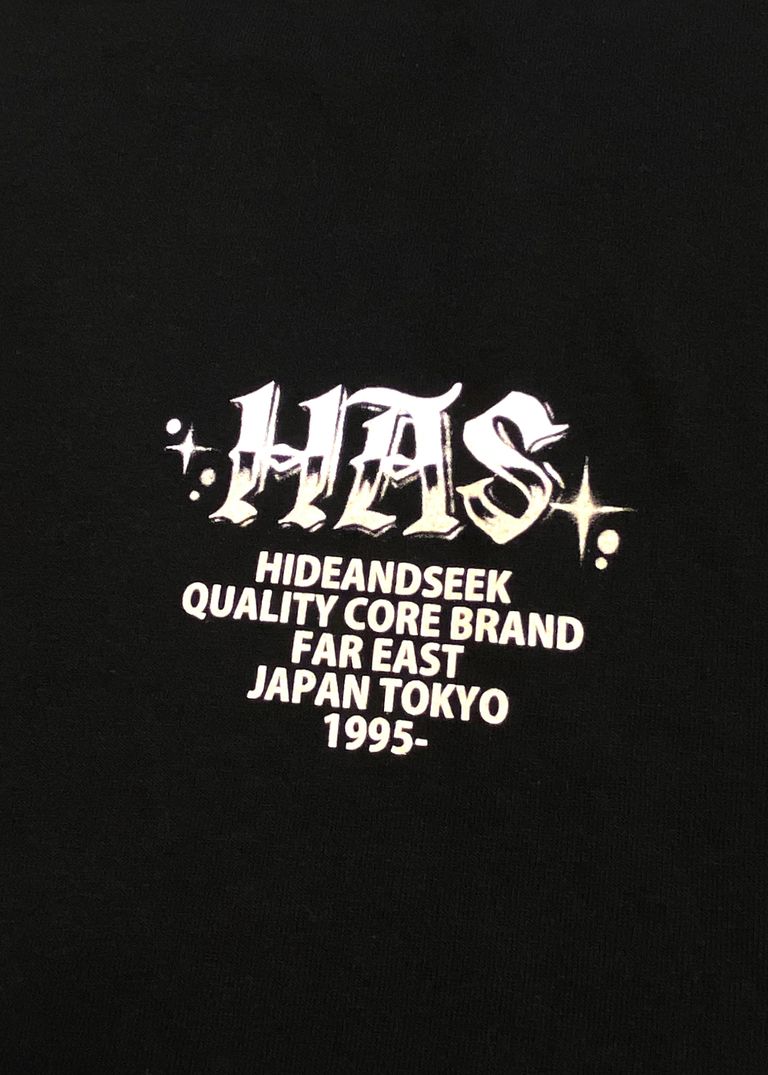 HAS
HIDEANDSEEK
QUALITY CORE BRAND
FAR EAST
JAPAN TOKYO
1995-